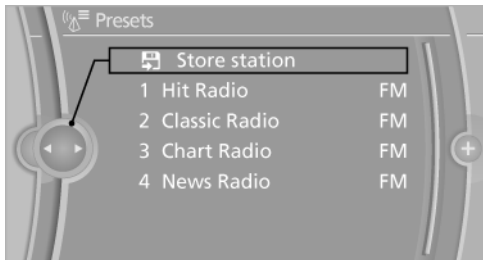 Presets
Store station
1 Hit Radio FM
2 Classic Radio FM
3 Chart Radio FM
4 News Radio FM